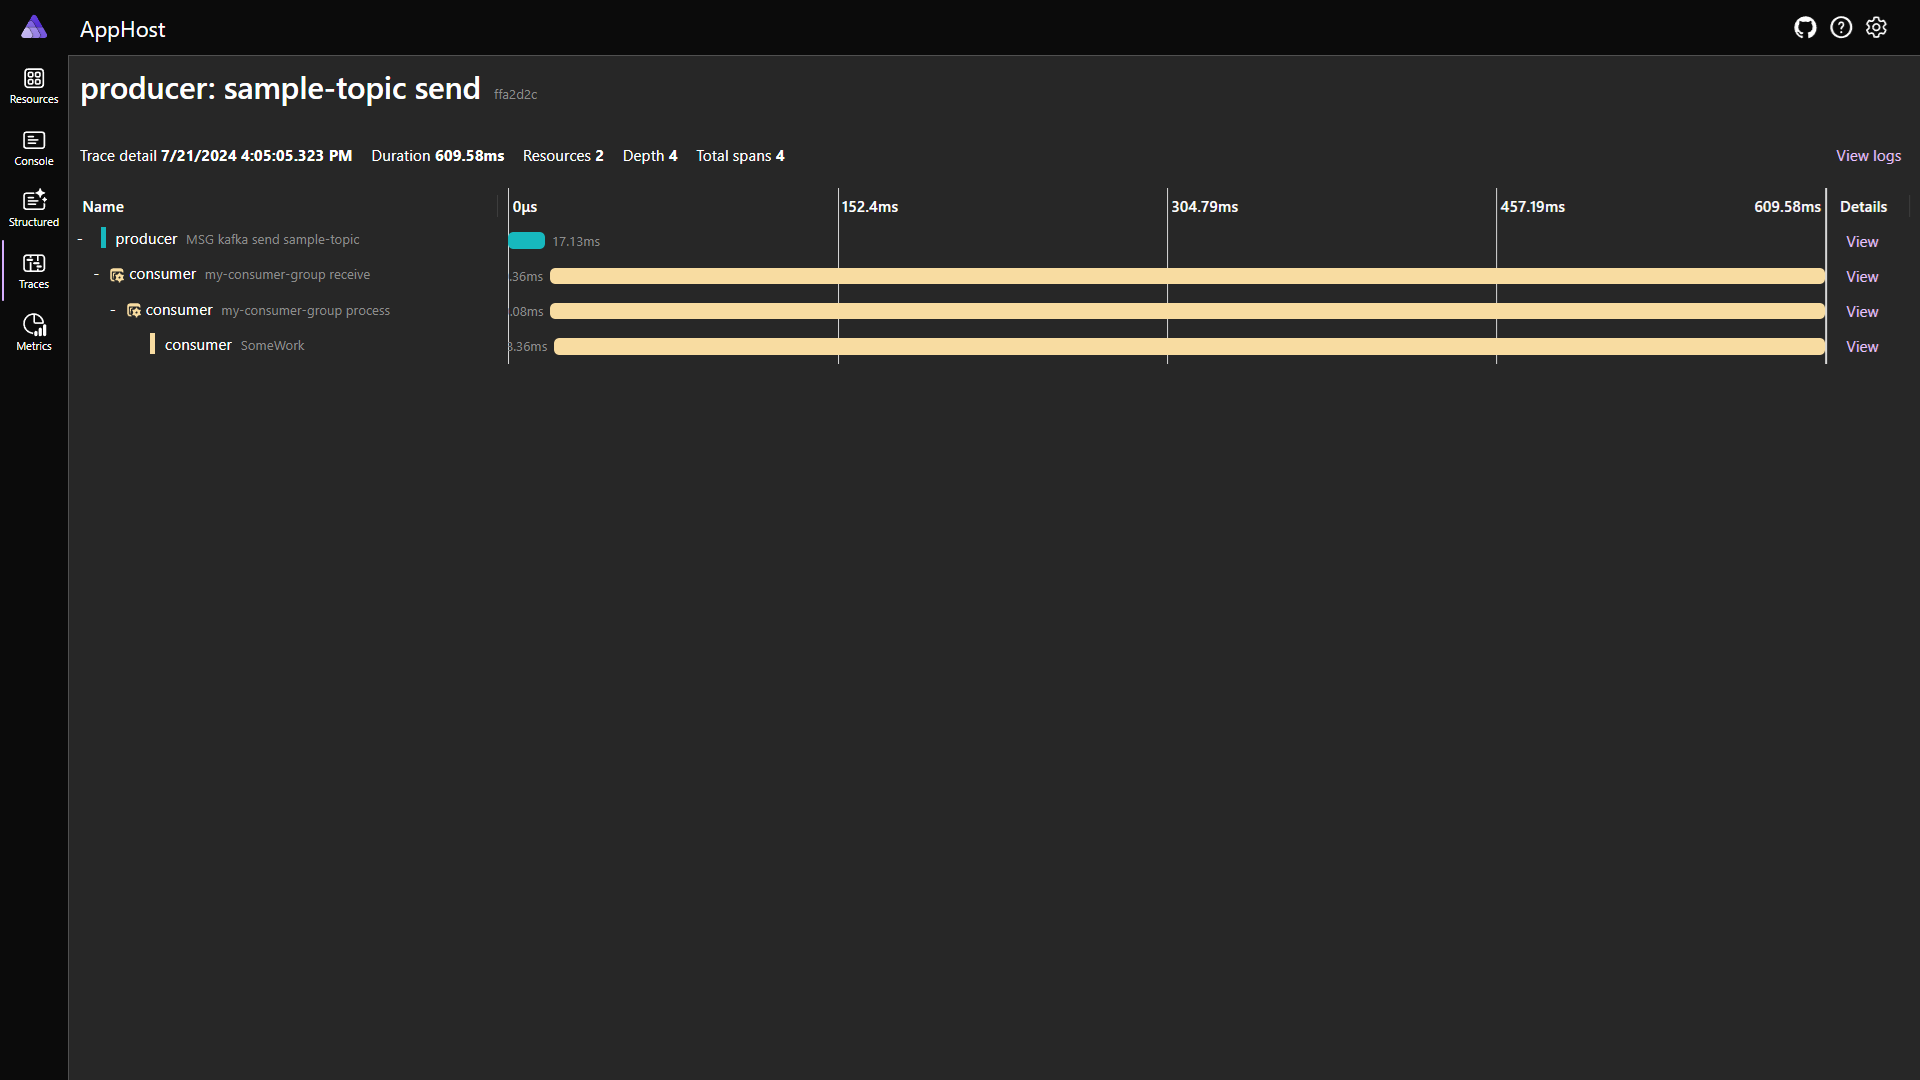 AppHost
Resources
Console
Structured
Traces
Metrics
producer: sample-topic send ffa2d2c
Trace detail 7/21/2024 4:05:05.323 PM Duration 609.58ms Resources 2 Depth 4 Total spans 4 View logs
Name 0μs 152.4ms 304.79ms 457.19ms 609.58ms Details
- producer MSG kafka send sample-topic 17.13ms View
- consumer my-consumer-group receive .36ms View
- consumer my-consumer-group process .08ms View
consumer SomeWork 3.36ms View